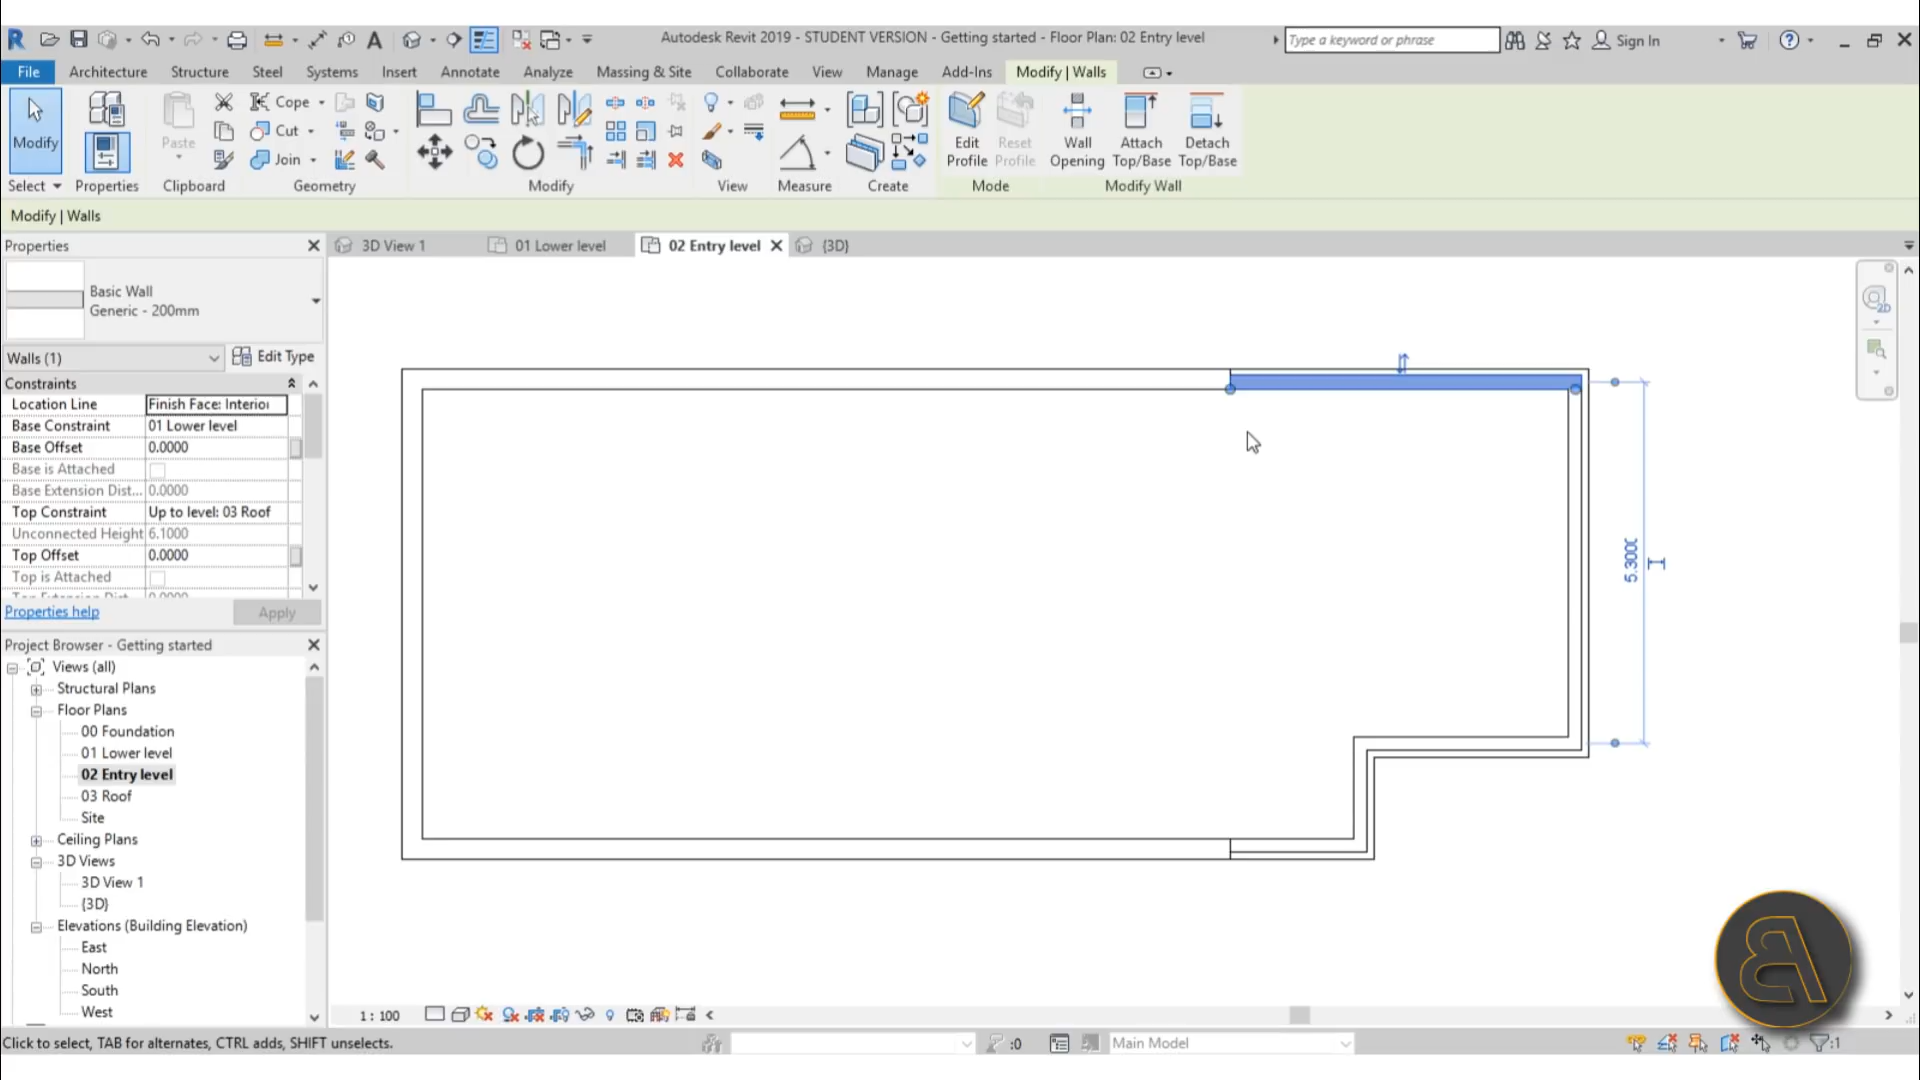 Autodesk Revit 2019 - STUDENT VERSION - Getting started - Floor Plan: 02 Entry level
Type a keyword or phrase
Sign In
File Architecture Structure Steel Systems Insert Annotate Analyze Massing & Site Collaborate View Manage Add-Ins Modify | Walls
Modify
Paste
Cope
Cut
Join
Edit Profile
Reset Profile
Wall Opening
Attach Top/Base
Detach Top/Base
Select Properties Clipboard Geometry Modify View Measure Create Mode Modify Wall
Modify | Walls
Properties
3D View 1 01 Lower level 02 Entry level {3D}
Basic Wall
Generic - 200mm
Walls (1) Edit Type
Constraints
Location Line Finish Face: Interior
Base Constraint 01 Lower level
Base Offset 0.0000
Base is Attached
Base Extension Dist... 0.0000
Top Constraint Up to level: 03 Roof
Unconnected Height 6.1000
Top Offset 0.0000
Top is Attached
Properties help Apply
5.3000
Project Browser - Getting started
Views (all)
Structural Plans
Floor Plans
00 Foundation
01 Lower level
02 Entry level
03 Roof
Site
Ceiling Plans
3D Views
3D View 1
{3D}
Elevations (Building Elevation)
East
North
South
West
1 : 100
Click to select, TAB for alternates, CTRL adds, SHIFT unselects.
:0
Main Model
:1